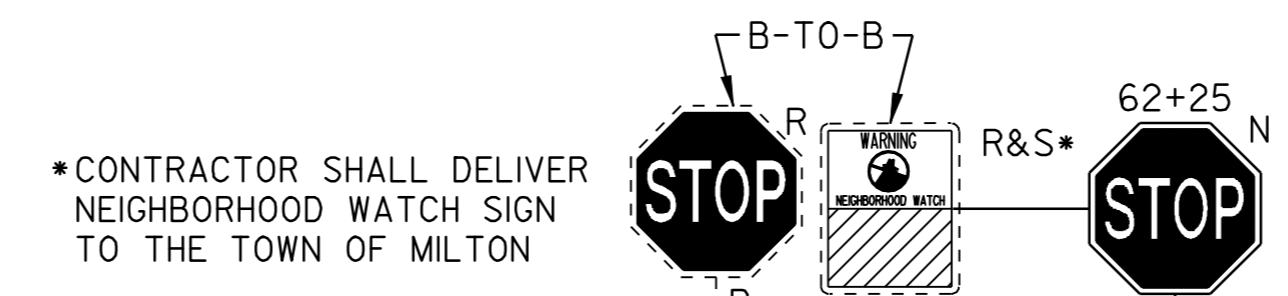 B-TO-B
62+25
R
N
WARNING
R&S*
*CONTRACTOR SHALL DELIVER
STOP
STOP
NEIGHBORHOOD WATCH
NEIGHBORHOOD WATCH SIGN
TO THE TOWN OF MILTON